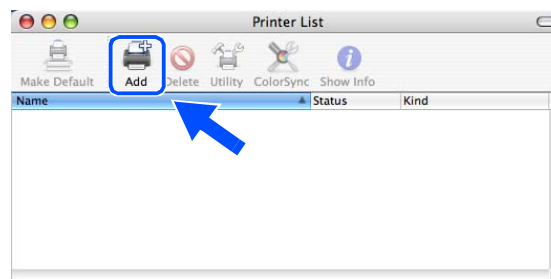 Printer List
Make Default Add Delete Utility ColorSync Show Info
Name Status Kind